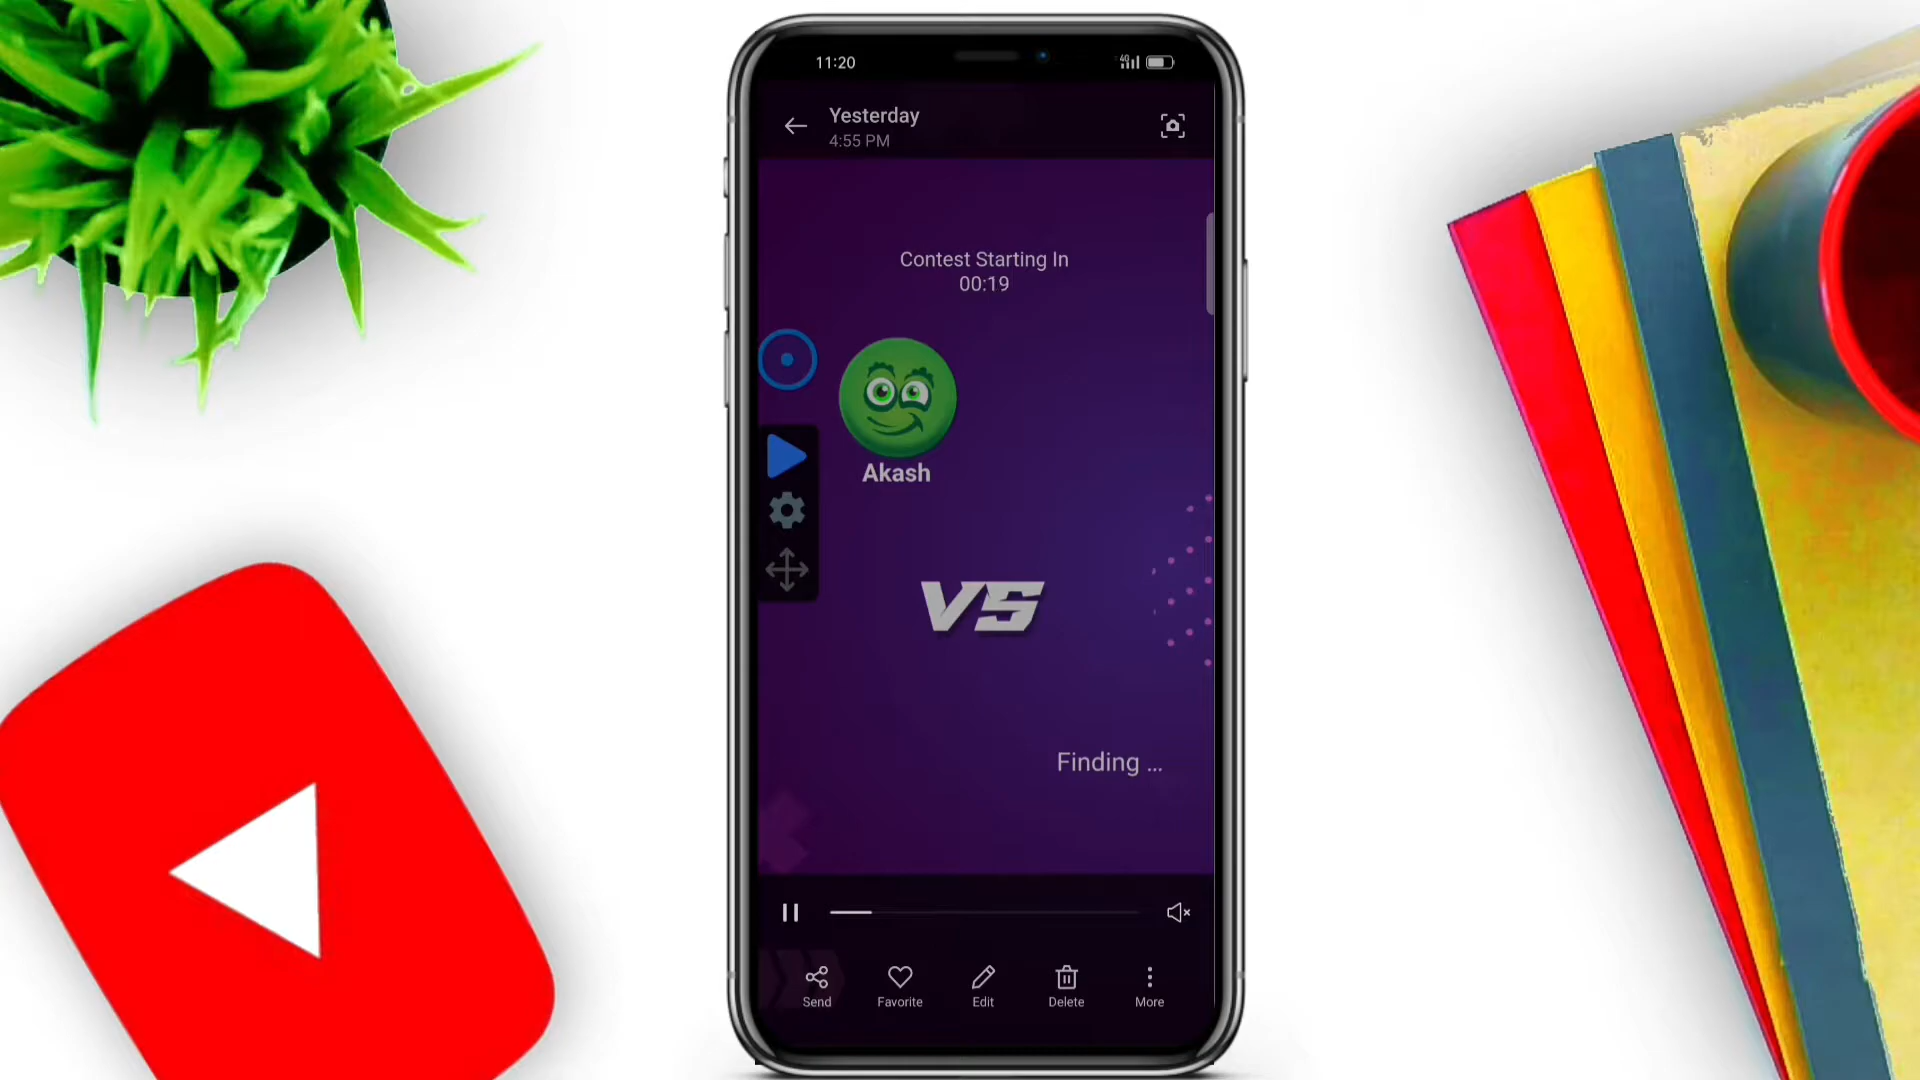 11:20
4G
Yesterday
4:55 PM
Contest Starting In
00:19
Akash
VS
Finding ...
Send
Favorite
Edit
Delete
More